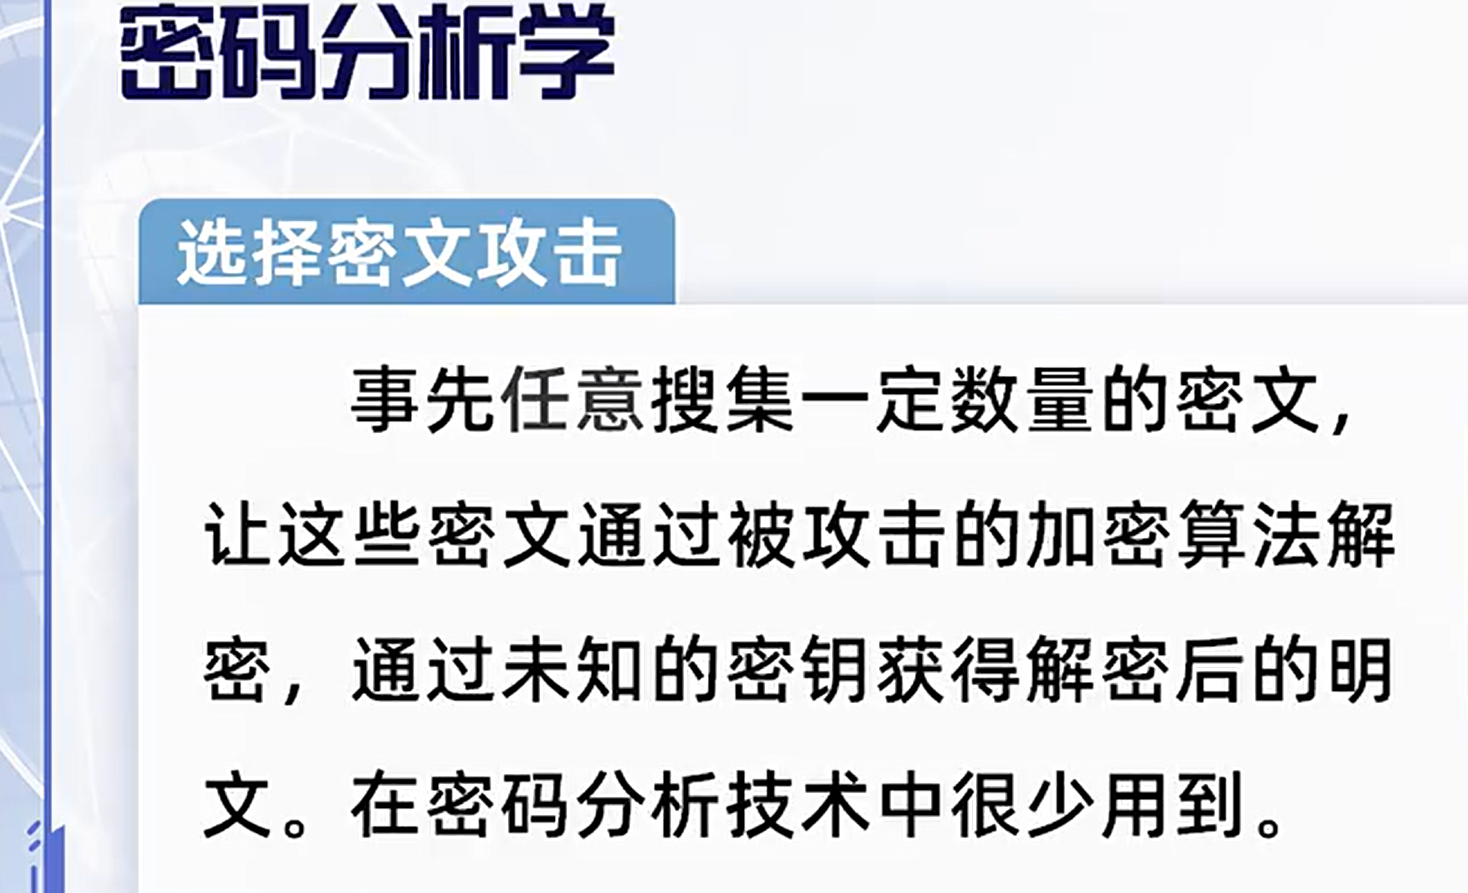 密码分析学
选择密文攻击
事先任意搜集一定数量的密文，
让这些密文通过被攻击的加密算法解
密，通过未知的密钥获得解密后的明
文。在密码分析技术中很少用到。